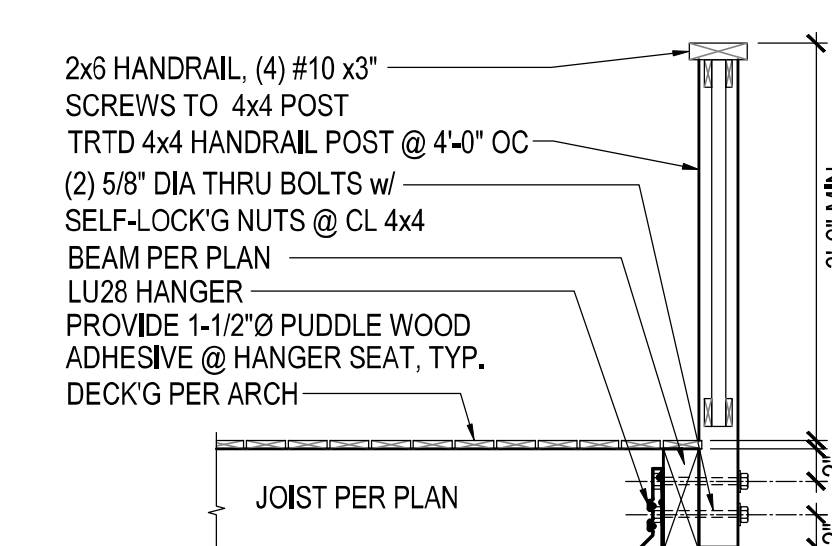 2x6 HANDRAIL, (4) #10 x3"
SCREWS TO 4x4 POST
TRTD 4x4 HANDRAIL POST @ 4'-0" OC
(2) 5/8" DIA THRU BOLTS w/
SELF-LOCK'G NUTS @ CL 4x4
BEAM PER PLAN
LU28 HANGER
PROVIDE 1-1/2"Ø PUDDLE WOOD
ADHESIVE @ HANGER SEAT, TYP.
DECK'G PER ARCH
JOIST PER PLAN
MIN
2"